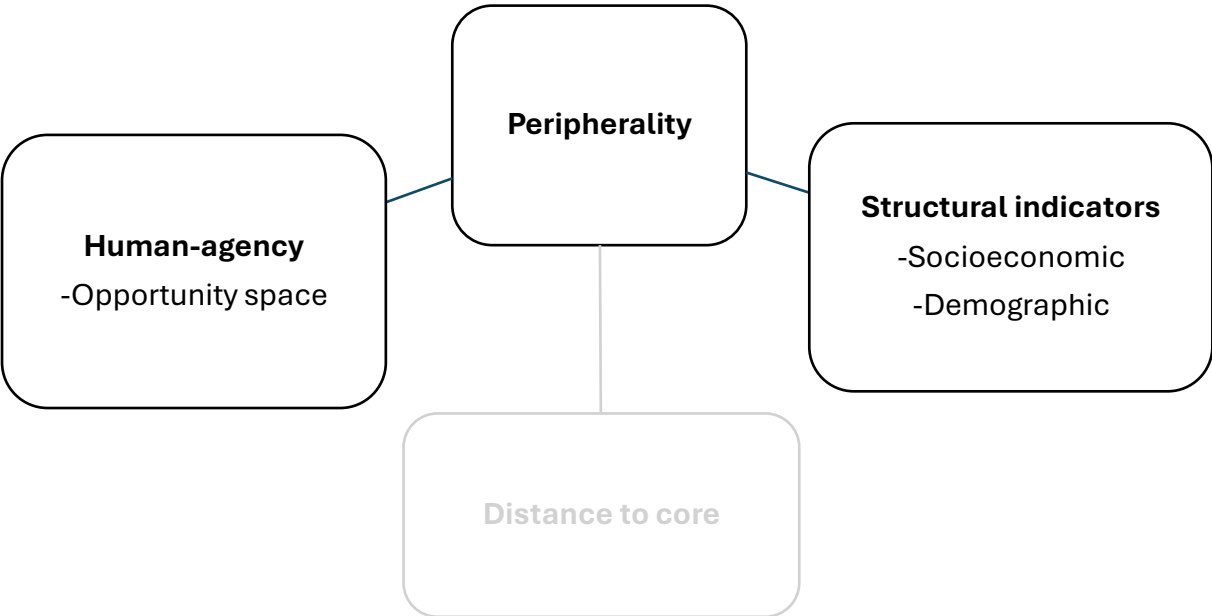 Peripherality
Human-agency
-Opportunity space
Structural indicators
-Socioeconomic
-Demographic
Distance to core